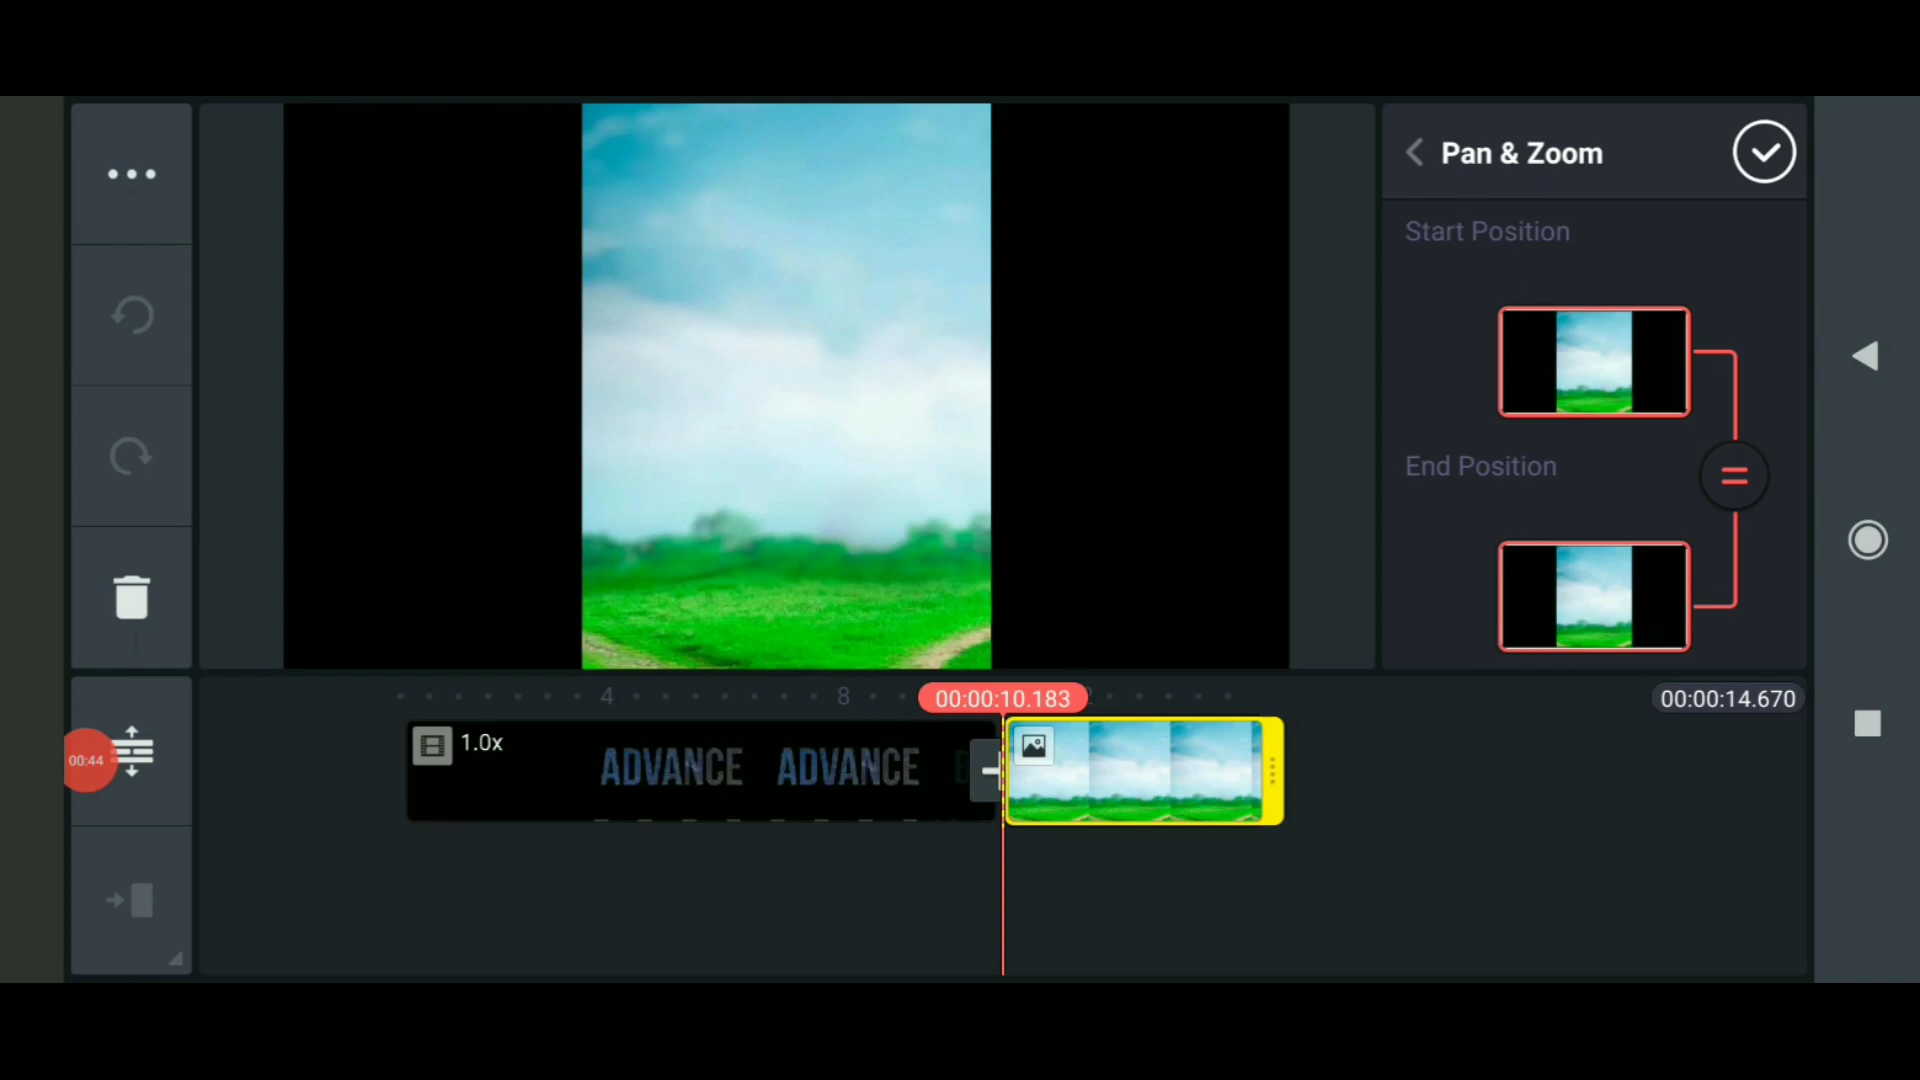 Pan & Zoom
Start Position
End Position
4
8
00:00:10.183
00:00:14.670
1.0x
ADVANCE
ADVANCE
00:44